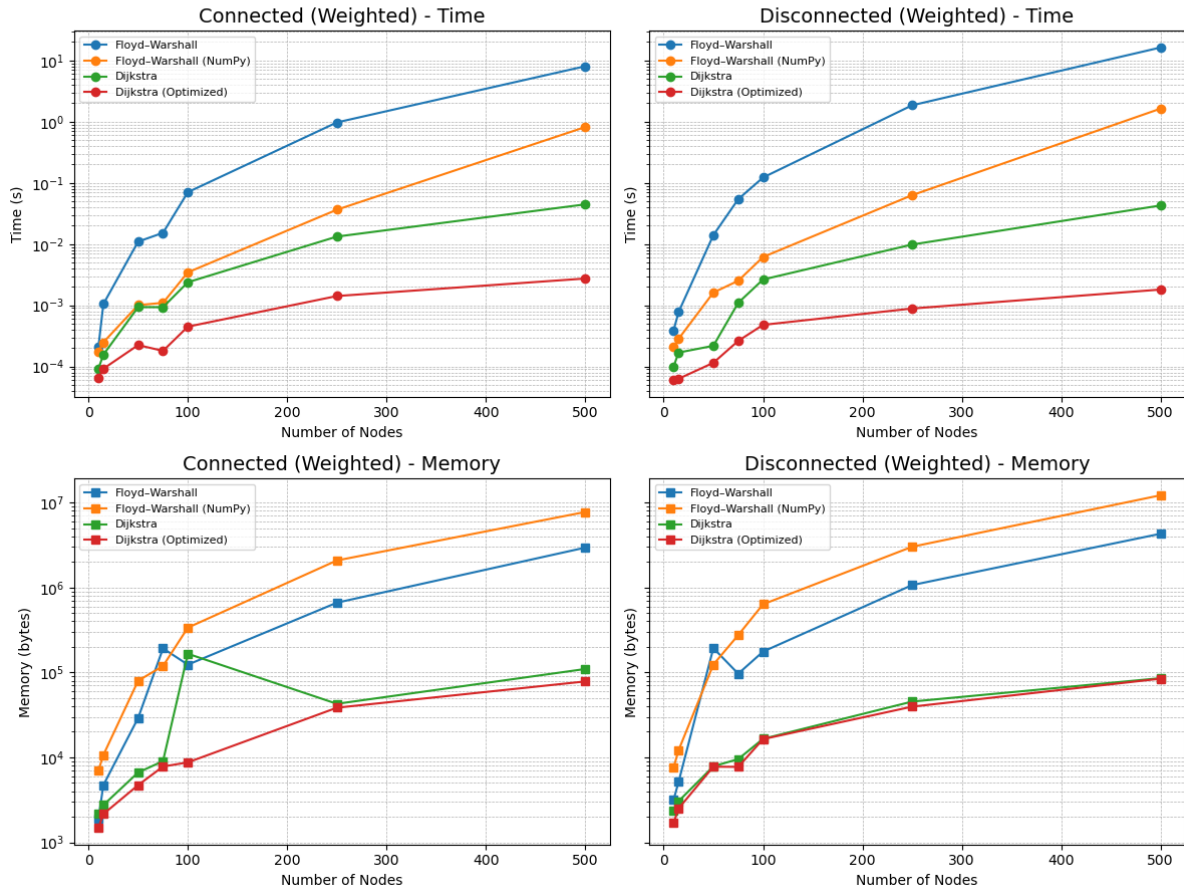 Connected (Weighted) - Time
Floyd–Warshall
Floyd–Warshall (NumPy)
Dijkstra
Dijkstra (Optimized)
Time (s)
10¹
10⁰
10⁻¹
10⁻²
10⁻³
10⁻⁴
0 100 200 300 400 500
Number of Nodes
Disconnected (Weighted) - Time
Floyd–Warshall
Floyd–Warshall (NumPy)
Dijkstra
Dijkstra (Optimized)
Time (s)
0 100 200 300 400 500
Number of Nodes
Connected (Weighted) - Memory
Floyd–Warshall
Floyd–Warshall (NumPy)
Dijkstra
Dijkstra (Optimized)
Memory (bytes)
10⁷
10⁶
10⁵
10⁴
10³
0 100 200 300 400 500
Number of Nodes
Disconnected (Weighted) - Memory
Floyd–Warshall
Floyd–Warshall (NumPy)
Dijkstra
Dijkstra (Optimized)
Memory (bytes)
0 100 200 300 400 500
Number of Nodes